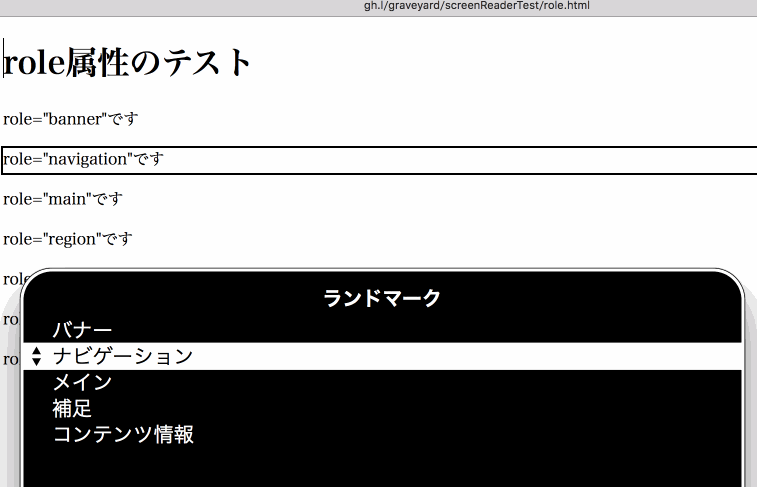 gh.l/graveyard/screenReaderTest/role.html
role属性のテスト
role="banner"です
role="navigation"です
role="main"です
role="region"です
role
ro
ro
ランドマーク
バナー
ナビゲーション
メイン
補足
コンテンツ情報